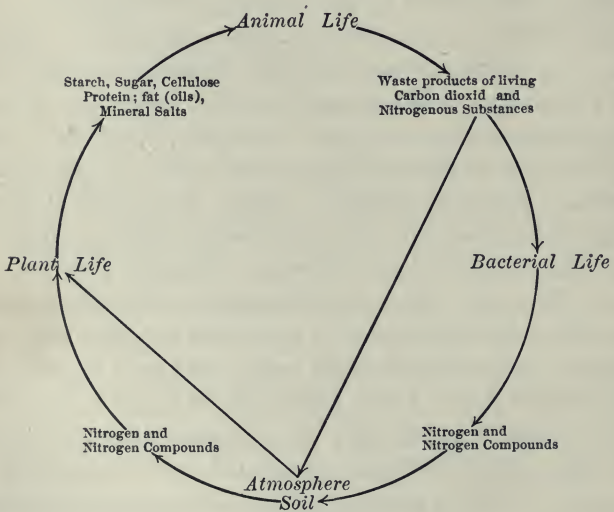 Animal Life
Starch, Sugar, Cellulose
Protein; fat (oils),
Mineral Salts
Waste products of living
Carbon dioxid and
Nitrogenous Substances
Plant Life
Bacterial Life
Nitrogen and
Nitrogen Compounds
Nitrogen and
Nitrogen Compounds
Atmosphere
Soil